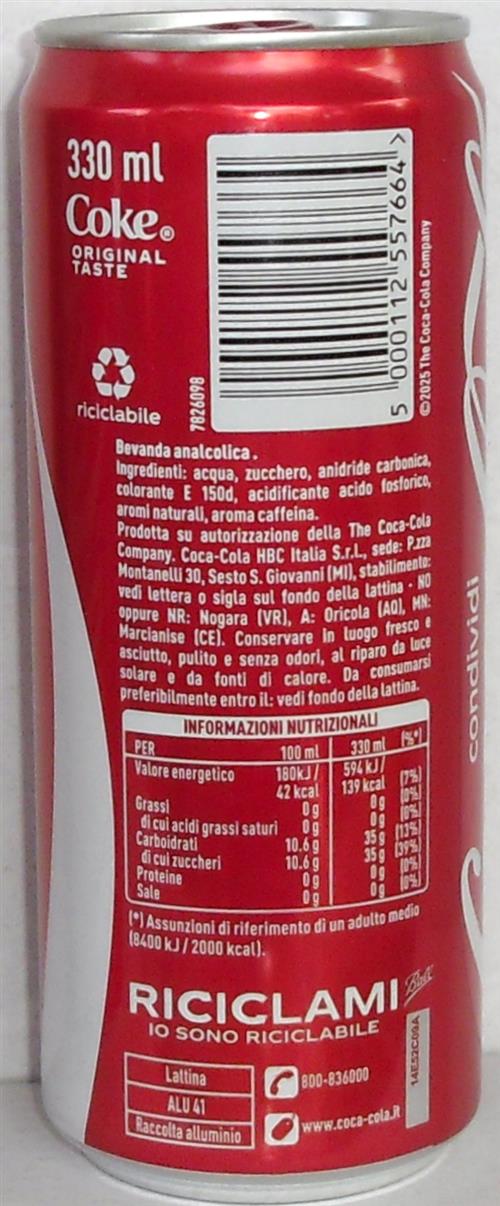 330 ml
Coke®
ORIGINAL
TASTE
riciclabile
7826098
5 000112 557664 >
©2025 The Coca-Cola Company
Bevanda analcolica.
Ingredienti: acqua, zucchero, anidride carbonica,
colorante E 150d, acidificante acido fosforico,
aromi naturali, aroma caffeina.
Prodotta su autorizzazione della The Coca-Cola
Company. Coca-Cola HBC Italia S.r.l., sede: P.zza
Montanelli 30, Sesto S. Giovanni (MI), stabilimento:
vedi lettera o sigla sul fondo della lattina - NO
oppure NR: Nogara (VR), A: Oricola (AQ), MN:
Marcianise (CE). Conservare in luogo fresco e
asciutto, pulito e senza odori, al riparo da luce
solare e da fonti di calore. Da consumarsi
preferibilmente entro il: vedi fondo della lattina.
INFORMAZIONI NUTRIZIONALI
PER 100 ml 330 ml (%*)
Valore energetico 180kJ/ 594 kJ/
42 kcal 139 kcal (7%)
Grassi 0g 0g (0%)
di cui acidi grassi saturi 0g 0g (0%)
Carboidrati 10.6g 35g (13%)
di cui zuccheri 10.6g 35g (39%)
Proteine 0g 0g (0%)
Sale 0g 0g (0%)
(*) Assunzioni di riferimento di un adulto medio
(8400 kJ / 2000 kcal).
RICICLAMI
IO SONO RICICLABILE
Ball
Lattina
ALU 41
Raccolta alluminio
800-836000
www.coca-cola.it
14E52C09A
condividi